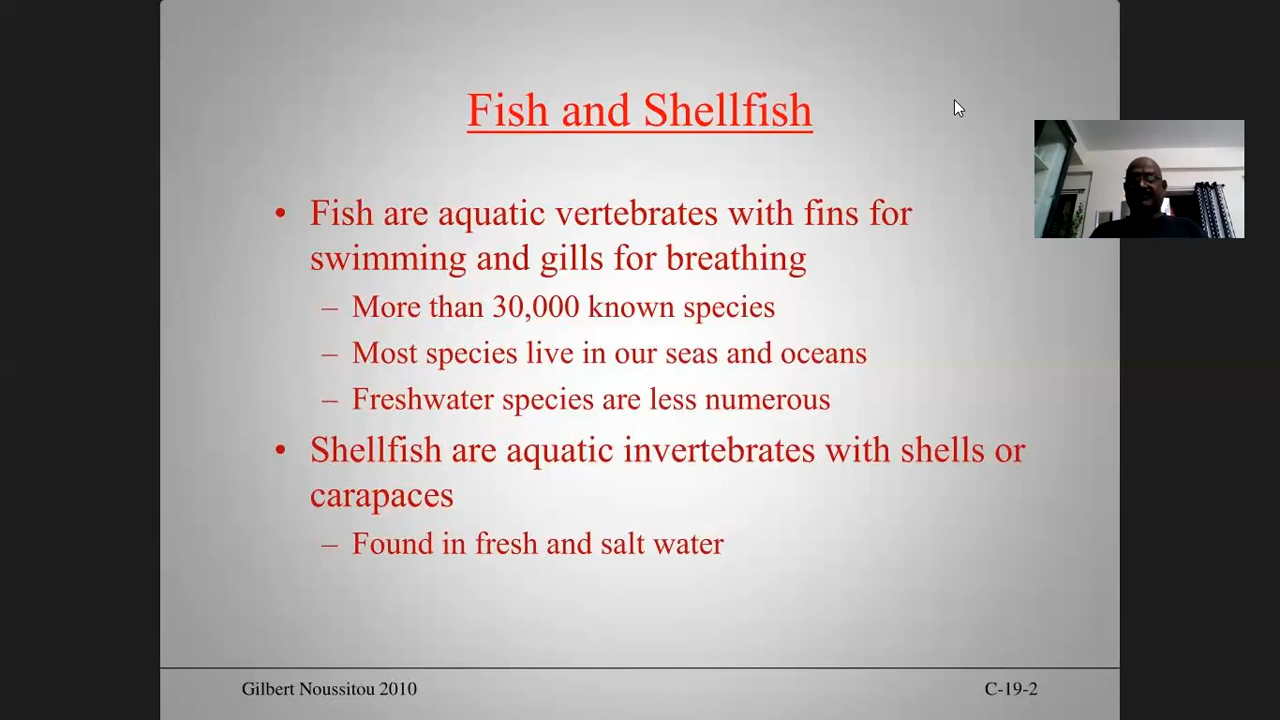 Fish and Shellfish
• Fish are aquatic vertebrates with fins for
swimming and gills for breathing
– More than 30,000 known species
– Most species live in our seas and oceans
– Freshwater species are less numerous
• Shellfish are aquatic invertebrates with shells or
carapaces
– Found in fresh and salt water
Gilbert Noussitou 2010
C-19-2